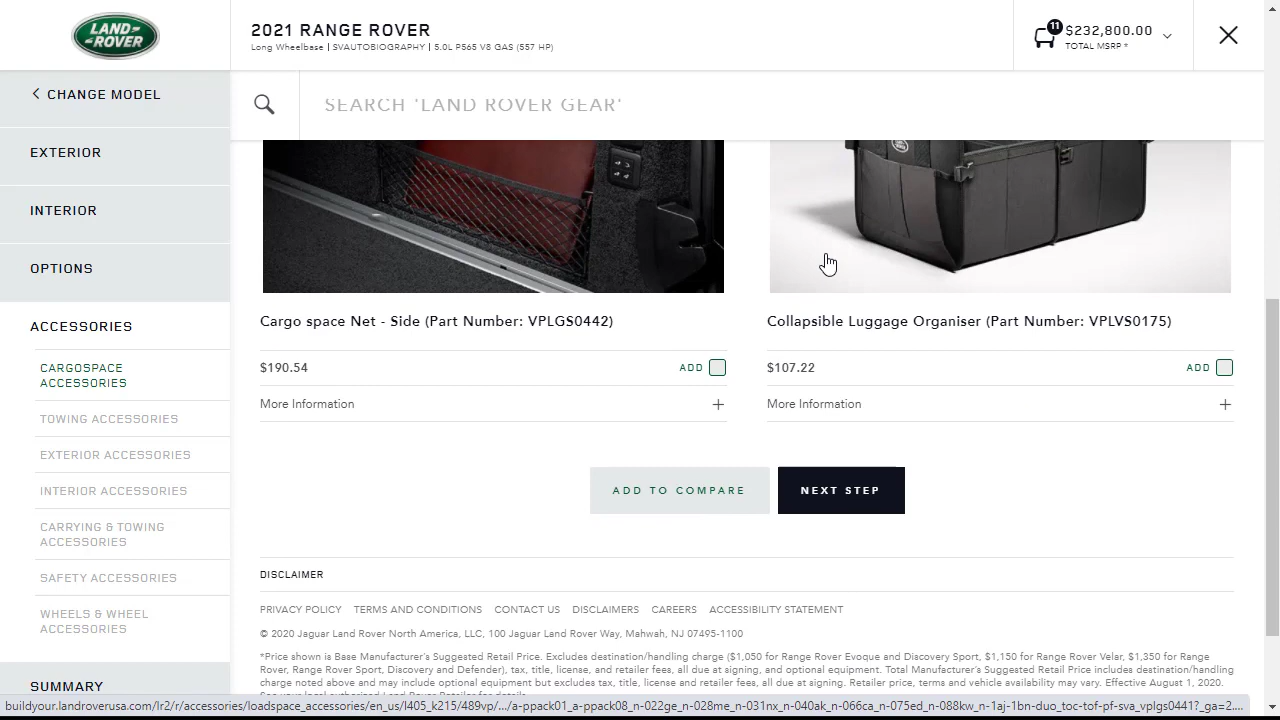 LAND-
-ROVER
2021 RANGE ROVER
Long Wheelbase | SVAUTOBIOGRAPHY | 5.0L P565 V8 GAS (557 HP)
11
$232,800.00
TOTAL MSRP *
CHANGE MODEL
EXTERIOR
INTERIOR
OPTIONS
ACCESSORIES
CARGOSPACE
ACCESSORIES
TOWING ACCESSORIES
EXTERIOR ACCESSORIES
INTERIOR ACCESSORIES
CARRYING & TOWING
ACCESSORIES
SAFETY ACCESSORIES
WHEELS & WHEEL
ACCESSORIES
SUMMARY
SEARCH 'LAND ROVER GEAR'
Cargo space Net - Side (Part Number: VPLGS0442)
$190.54
ADD
More Information
Collapsible Luggage Organiser (Part Number: VPLVS0175)
$107.22
ADD
More Information
ADD TO COMPARE
NEXT STEP
DISCLAIMER
PRIVACY POLICY TERMS AND CONDITIONS CONTACT US DISCLAIMERS CAREERS ACCESSIBILITY STATEMENT
© 2020 Jaguar Land Rover North America, LLC, 100 Jaguar Land Rover Way, Mahwah, NJ 07495-1100
*Price shown is Base Manufacturer's Suggested Retail Price. Excludes destination/handling charge ($1,050 for Range Rover Evoque and Discovery Sport, $1,150 for Range Rover Velar, $1,350 for Range
Rover, Range Rover Sport, Discovery and Defender), tax, title, license, and retailer fees, all due at signing, and optional equipment. Total Manufacturer's Suggested Retail Price includes destination/handling
charge noted above and may include optional equipment but excludes tax, title, license and retailer fees, all due at signing. Retailer price, terms and vehicle availability may vary. Effective August 1, 2020.
buildyour.landroverusa.com/lr2/r/accessories/loadspace_accessories/en_us/l405_k215/489vp/.../a-ppack01_a-ppack08_n-022ge_n-028me_n-031nx_n-040ak_n-066ca_n-075ed_n-088kw_n-1aj-1bn-duo_toc-tof-pf-sva_vplgs0441?_ga=2....